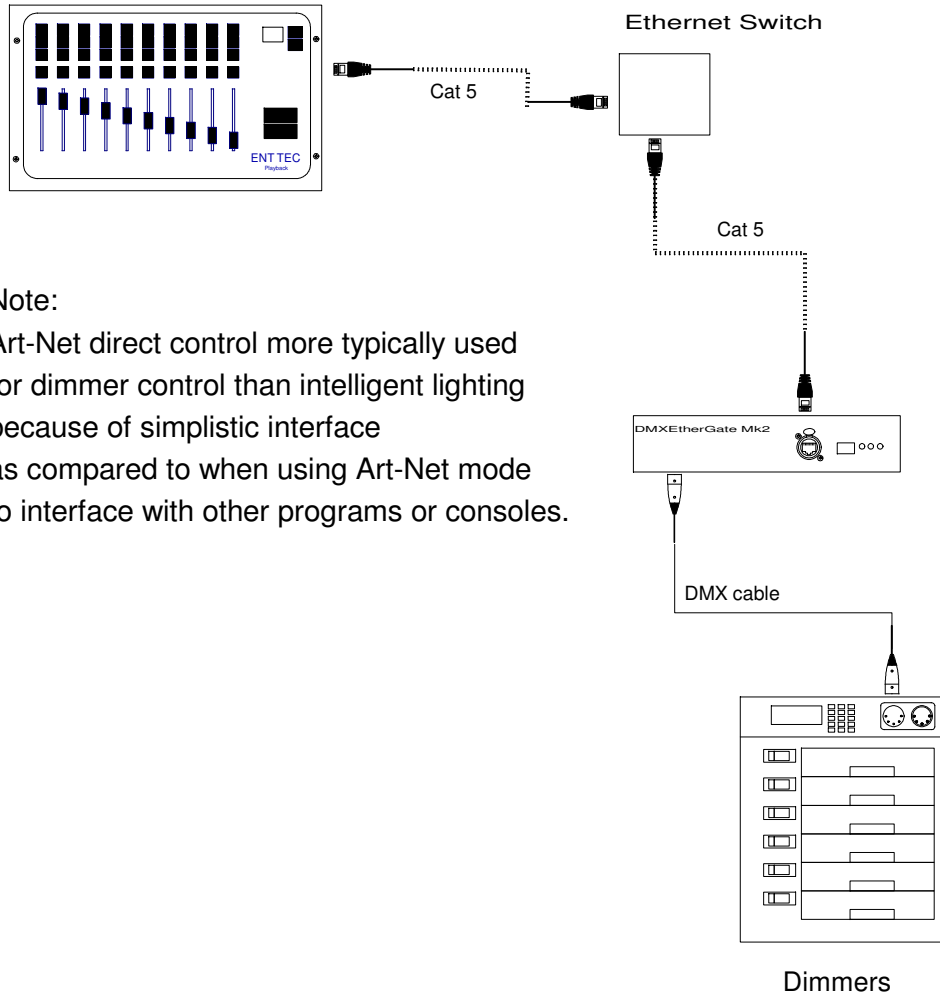 Ethernet Switch
Cat 5
ENT TEC
Playback
Cat 5
Note:
Art-Net direct control more typically used
for dimmer control than intelligent lighting
because of simplistic interface
as compared to when using Art-Net mode
to interface with other programs or consoles.
DMXEtherGate Mk2
DMX cable
Dimmers